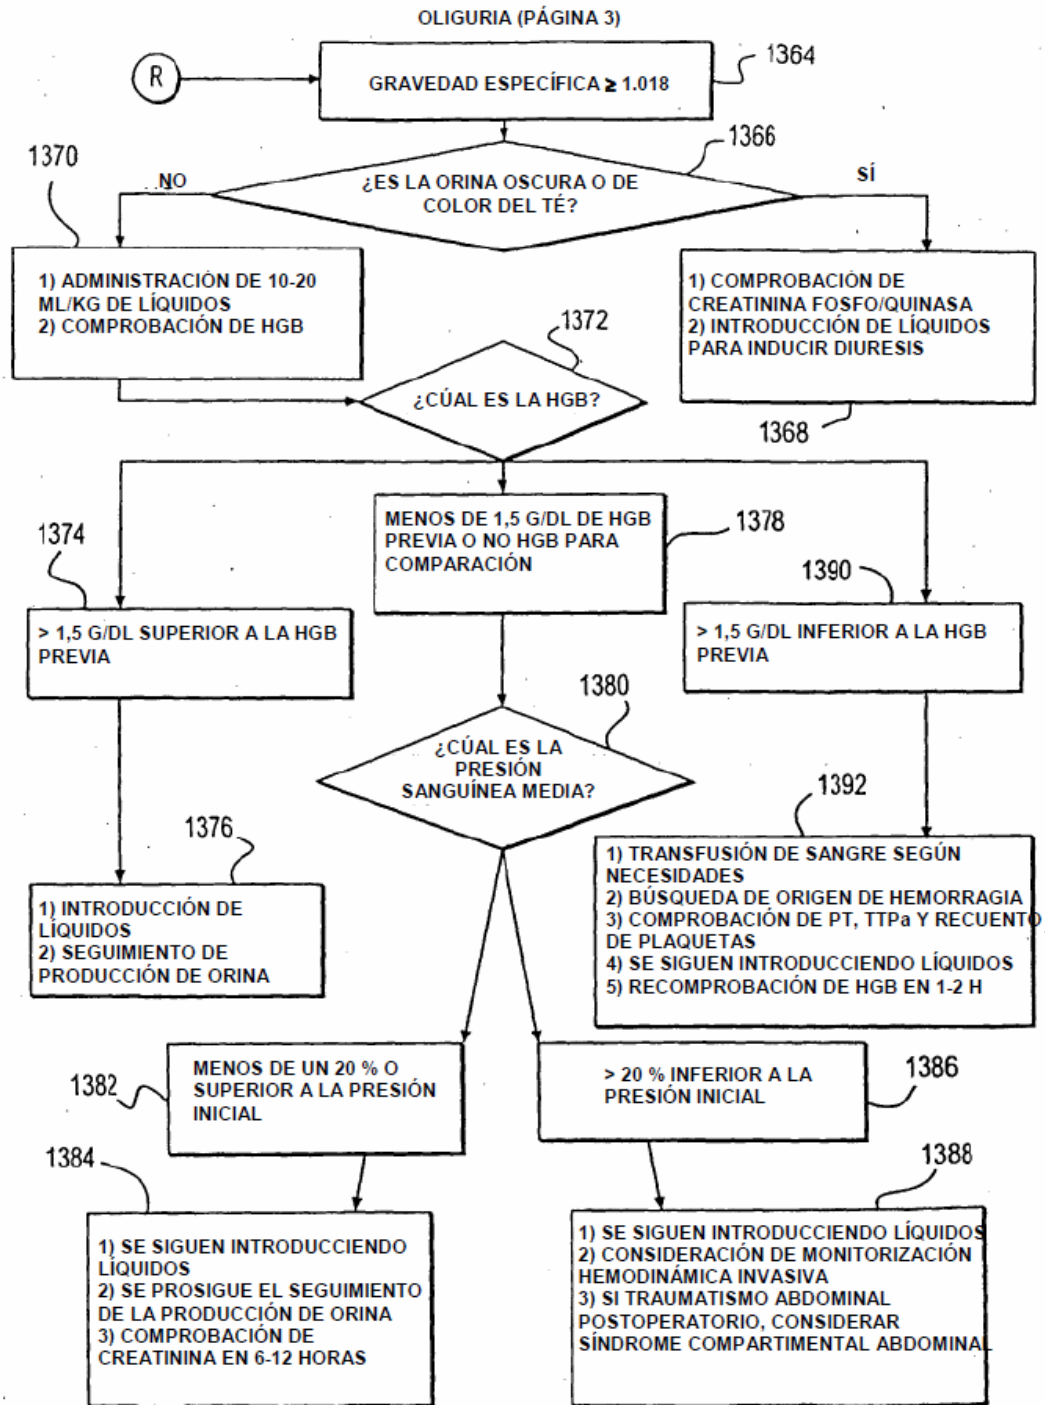 OLIGURIA (PÁGINA 3)
R
GRAVEDAD ESPECÍFICA ≥ 1.018
1364
1366
¿ES LA ORINA OSCURA O DE
COLOR DEL TÉ?
NO
SÍ
1370
1) ADMINISTRACIÓN DE 10-20
ML/KG DE LÍQUIDOS
2) COMPROBACIÓN DE HGB
1) COMPROBACIÓN DE
CREATININA FOSFO/QUINASA
2) INTRODUCCIÓN DE LÍQUIDOS
PARA INDUCIR DIURESIS
1368
1372
¿CÚAL ES LA HGB?
1374
> 1,5 G/DL SUPERIOR A LA HGB
PREVIA
MENOS DE 1,5 G/DL DE HGB
PREVIA O NO HGB PARA
COMPARACIÓN
1378
1390
> 1,5 G/DL INFERIOR A LA HGB
PREVIA
1380
¿CÚAL ES LA
PRESIÓN
SANGUÍNEA MEDIA?
1376
1) INTRODUCCIÓN DE
LÍQUIDOS
2) SEGUIMIENTO DE
PRODUCCIÓN DE ORINA
1392
1) TRANSFUSIÓN DE SANGRE SEGÚN
NECESIDADES
2) BÚSQUEDA DE ORIGEN DE HEMORRAGIA
3) COMPROBACIÓN DE PT, TTPa Y RECUENTO
DE PLAQUETAS
4) SE SIGUEN INTRODUCCIENDO LÍQUIDOS
5) RECOMPROBACIÓN DE HGB EN 1-2 H
1382
MENOS DE UN 20 % O
SUPERIOR A LA PRESIÓN
INICIAL
> 20 % INFERIOR A LA
PRESIÓN INICIAL
1386
1384
1) SE SIGUEN INTRODUCCIENDO
LÍQUIDOS
2) SE PROSIGUE EL SEGUIMIENTO
DE LA PRODUCCIÓN DE ORINA
3) COMPROBACIÓN DE
CREATININA EN 6-12 HORAS
1388
1) SE SIGUEN INTRODUCCIENDO LÍQUIDOS
2) CONSIDERACIÓN DE MONITORIZACIÓN
HEMODINÁMICA INVASIVA
3) SI TRAUMATISMO ABDOMINAL
POSTOPERATORIO, CONSIDERAR
SÍNDROME COMPARTIMENTAL ABDOMINAL